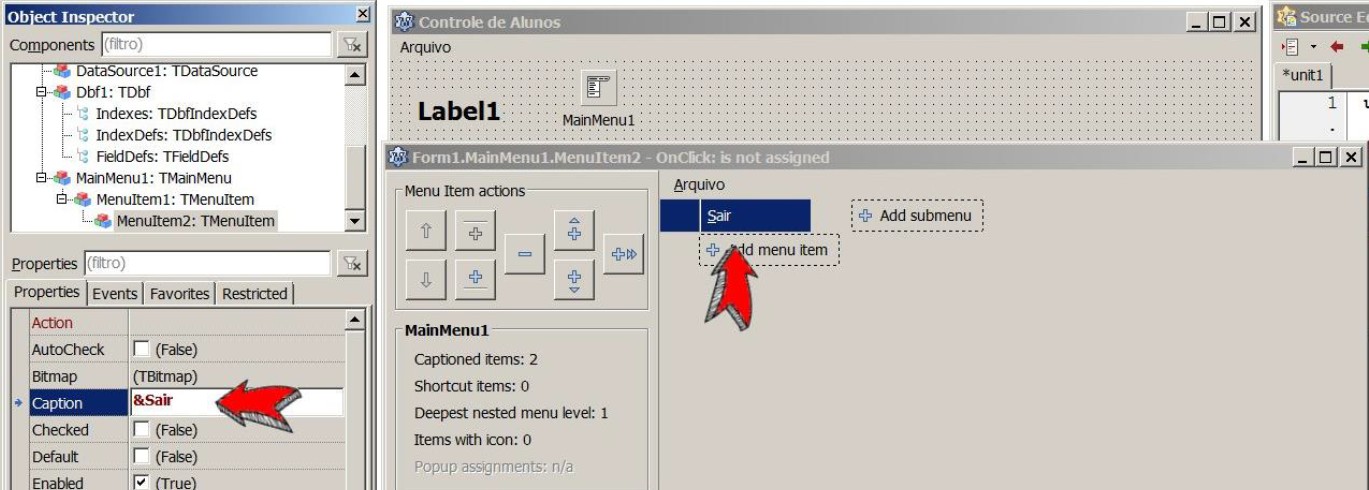 Object Inspector
Components (filtro)
DataSource1: TDataSource
Dbf1: TDbf
Indexes: TDbfIndexDefs
IndexDefs: TDbfIndexDefs
FieldDefs: TFieldDefs
MainMenu1: TMainMenu
MenuItem1: TMenuItem
MenuItem2: TMenuItem
Properties (filtro)
Properties Events Favorites Restricted
Action
AutoCheck (False)
Bitmap (TBitmap)
Caption &Sair
Checked (False)
Default (False)
Enabled (True)
Controle de Alunos
Arquivo
Label1
MainMenu1
Source
*unit1
1
Form1.MainMenu1.MenuItem2 - OnClick: is not assigned
Menu Item actions
MainMenu1
Captioned items: 2
Shortcut items: 0
Deepest nested menu level: 1
Items with icon: 0
Popup assignments: n/a
Arquivo
Sair
Add submenu
Add menu item